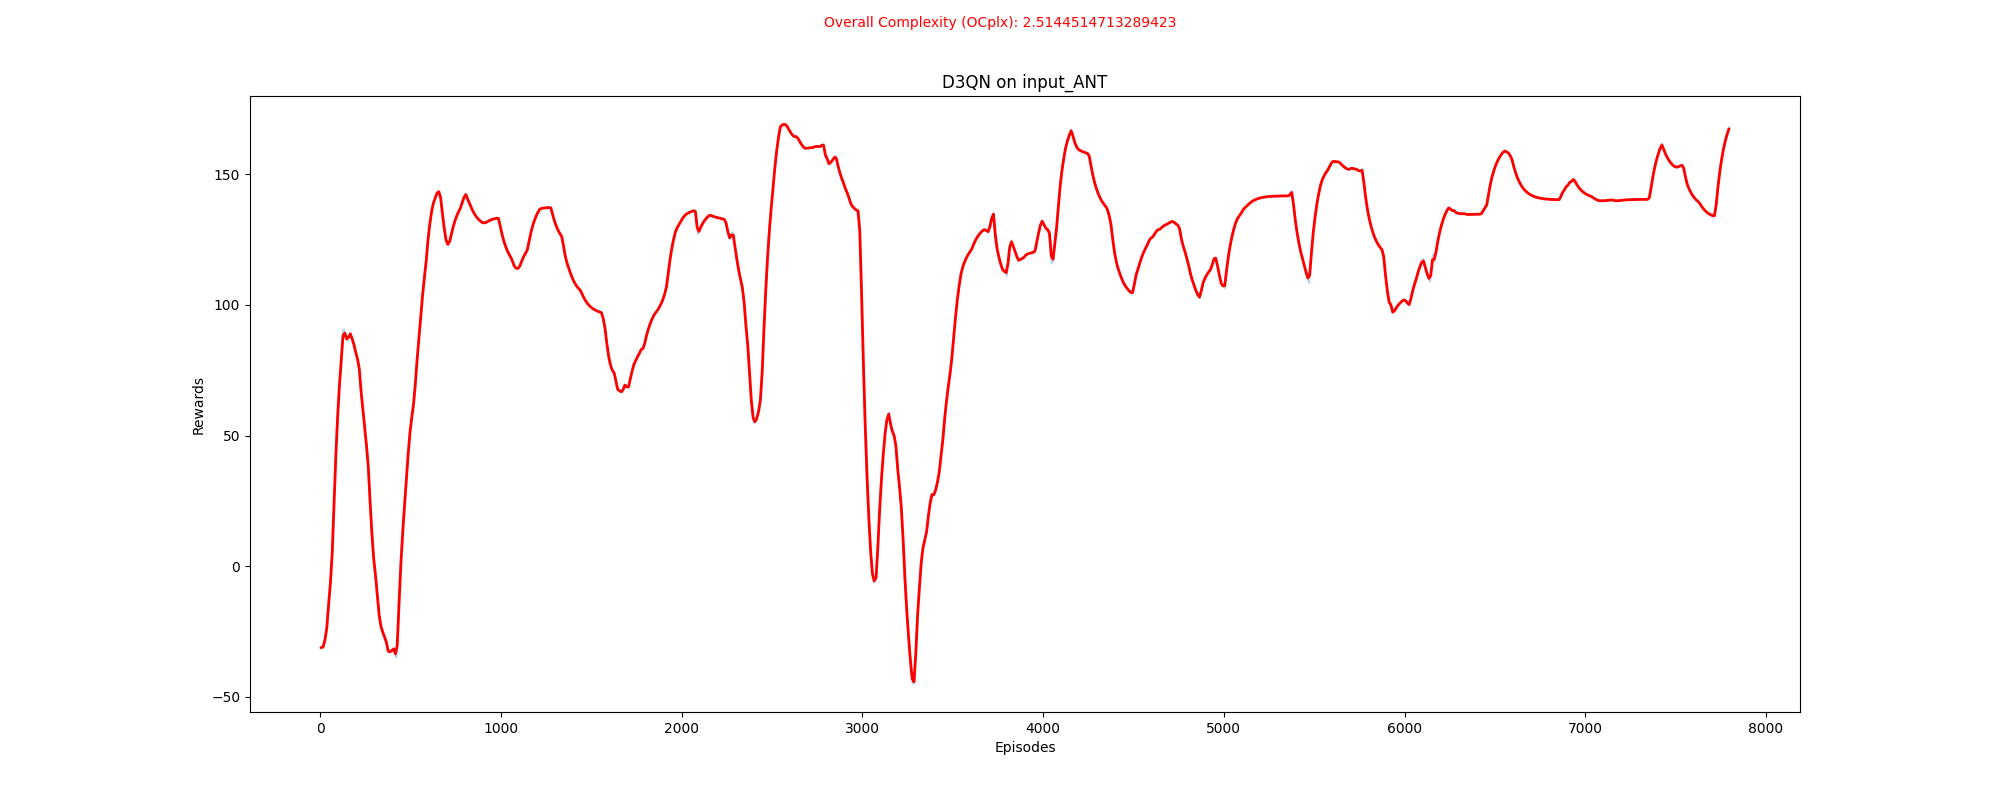 Overall Complexity (OCplx): 2.5144514713289423
D3QN on input_ANT
150
100
50
0
−50
Rewards
0 1000 2000 3000 4000 5000 6000 7000 8000
Episodes